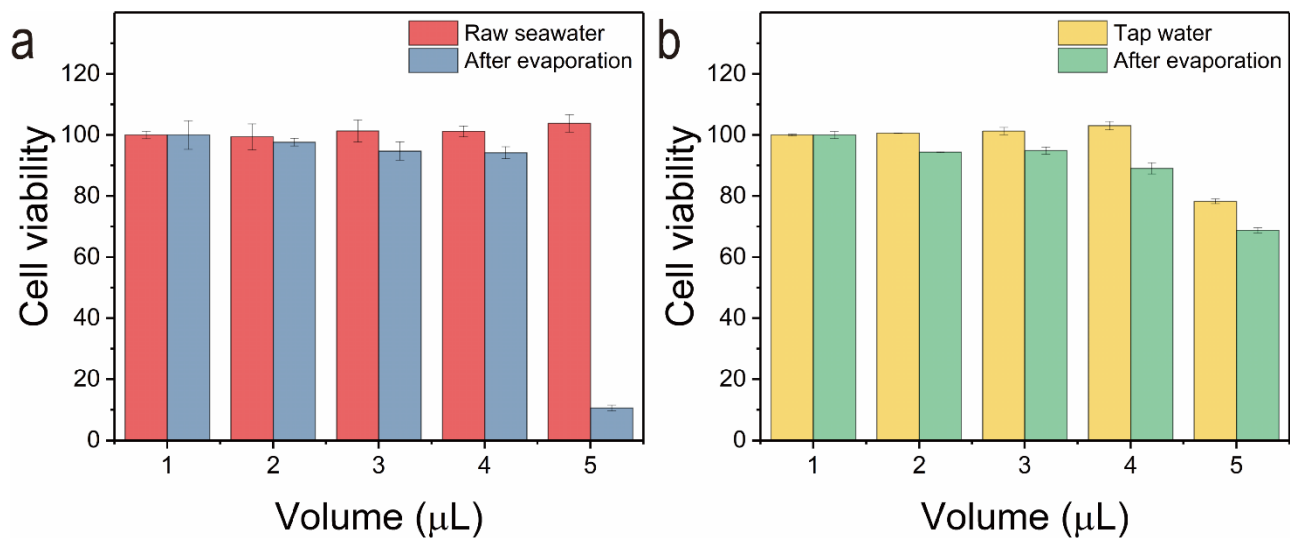 a
Raw seawater
After evaporation
Cell viability
120
100
80
60
40
20
0
1 2 3 4 5
Volume (μL)
b
Tap water
After evaporation
Cell viability
120
100
80
60
40
20
0
1 2 3 4 5
Volume (μL)